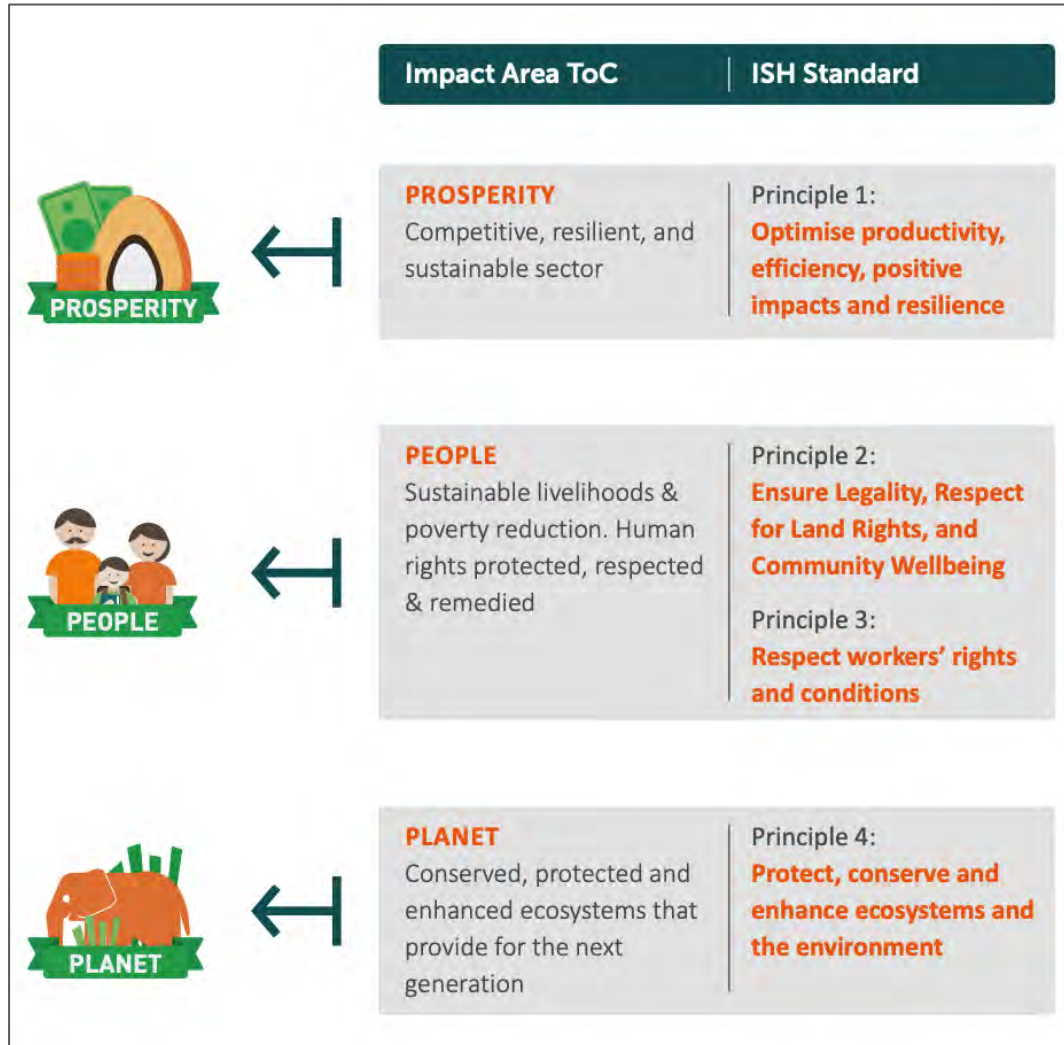 Impact Area ToC
ISH Standard
PROSPERITY
PROSPERITY
Competitive, resilient, and
sustainable sector
Principle 1:
Optimise productivity,
efficiency, positive
impacts and resilience
PEOPLE
PEOPLE
Sustainable livelihoods &
poverty reduction. Human
rights protected, respected
& remedied
Principle 2:
Ensure Legality, Respect
for Land Rights, and
Community Wellbeing
Principle 3:
Respect workers’ rights
and conditions
PLANET
PLANET
Conserved, protected and
enhanced ecosystems that
provide for the next
generation
Principle 4:
Protect, conserve and
enhance ecosystems and
the environment